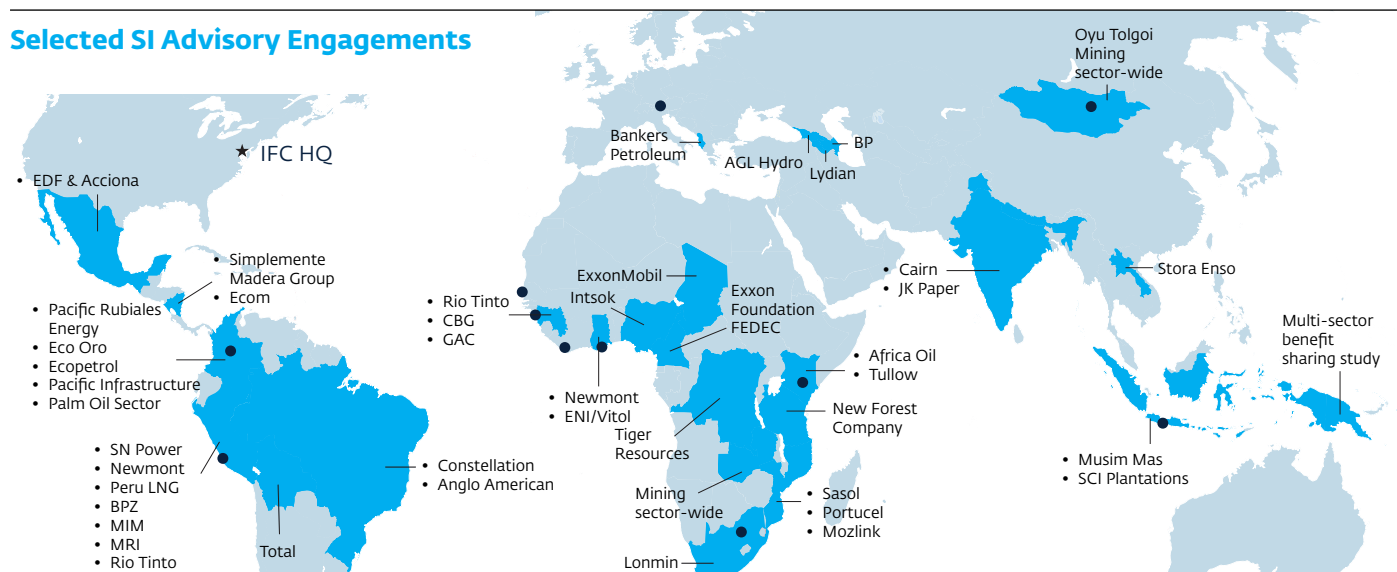 Selected SI Advisory Engagements
IFC HQ
• EDF & Acciona
• Simplemente
Madera Group
• Ecom
• Pacific Rubiales
Energy
• Eco Oro
• Ecopetrol
• Pacific Infrastructure
• Palm Oil Sector
• SN Power
• Newmont
• Peru LNG
• BPZ
• MIM
• MRI
• Rio Tinto
Total
• Constellation
• Anglo American
Bankers
Petroleum
AGL Hydro
Lydian
BP
Oyu Tolgoi
Mining
sector-wide
• Rio Tinto
• CBG
• GAC
ExxonMobil
Intsok
Exxon
Foundation
FEDEC
• Newmont
• ENI/Vitol
Tiger
Resources
• Africa Oil
• Tullow
New Forest
Company
Mining
sector-wide
• Sasol
• Portucel
• Mozlink
Lonmin
• Cairn
• JK Paper
Stora Enso
Multi-sector
benefit
sharing study
• Musim Mas
• SCI Plantations